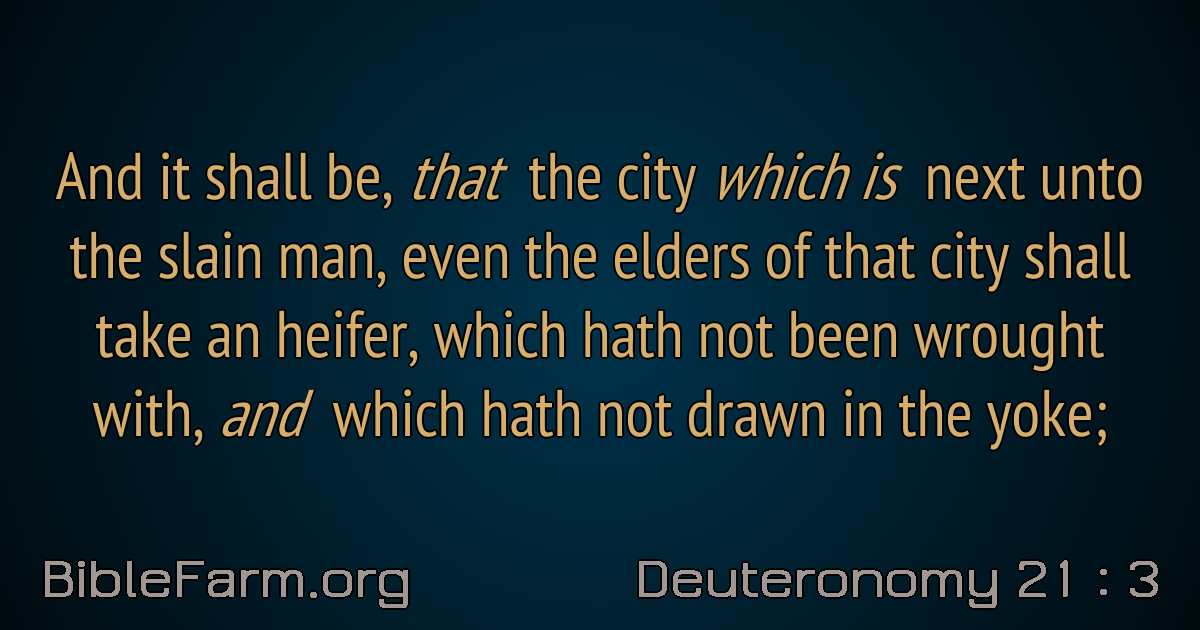 And it shall be, that the city which is next unto
the slain man, even the elders of that city shall
take an heifer, which hath not been wrought
with, and which hath not drawn in the yoke;
BibleFarm.org
Deuteronomy 21 : 3